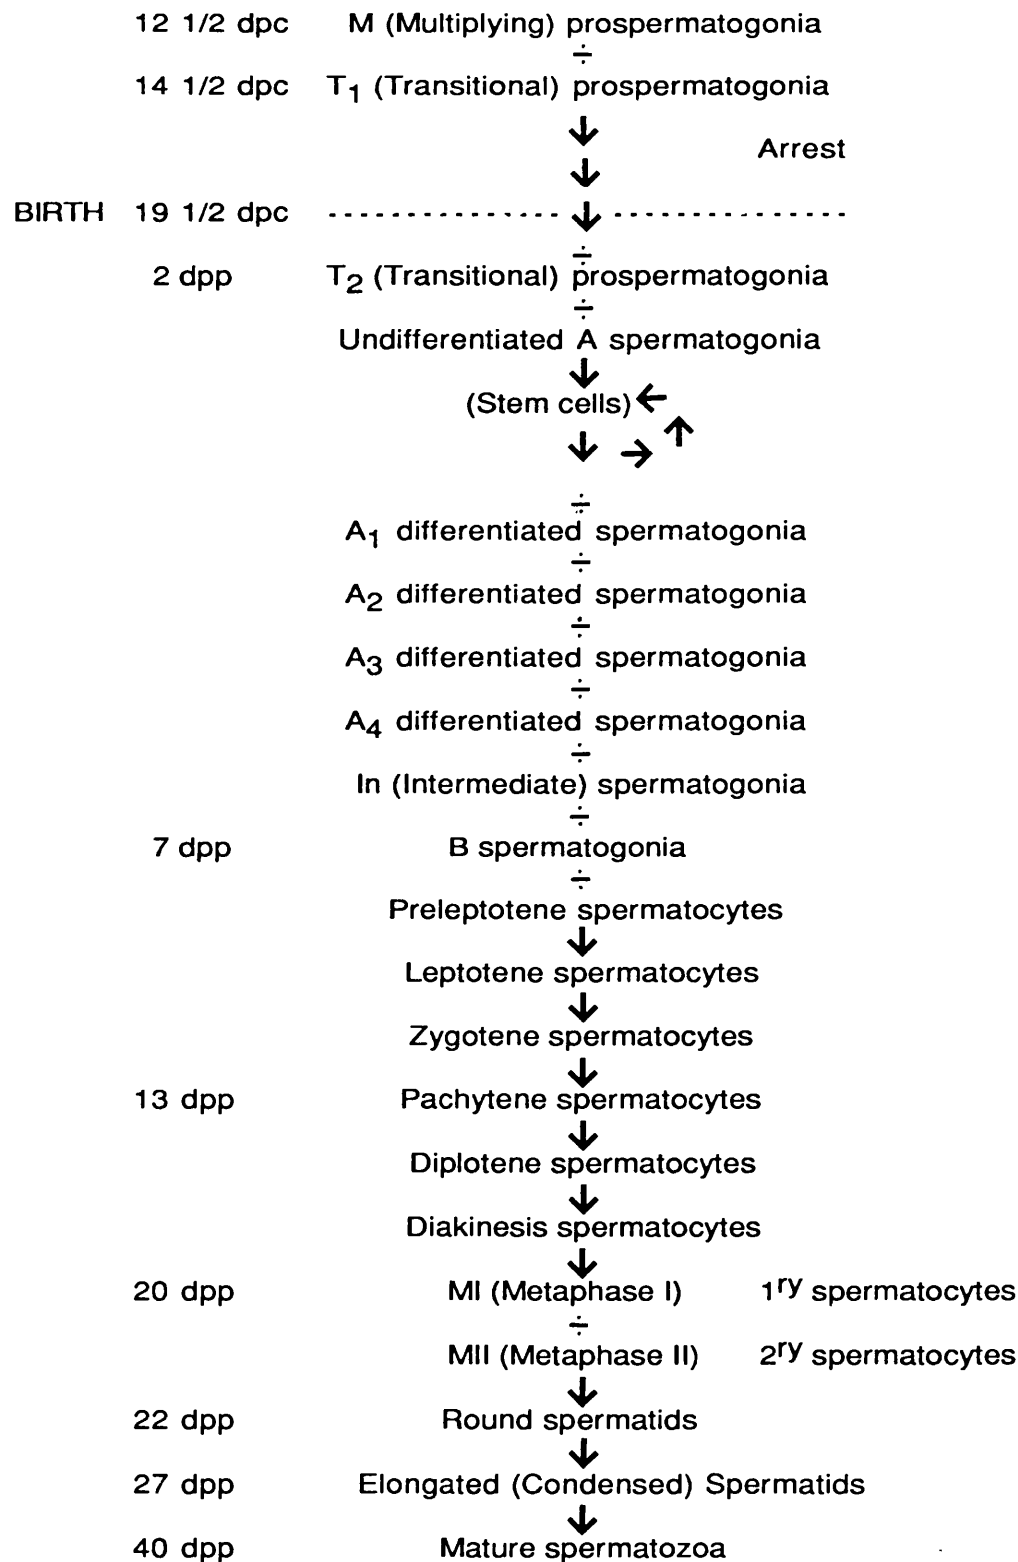 12 1/2 dpc M (Multiplying) prospermatogonia
÷
14 1/2 dpc T1 (Transitional) prospermatogonia
↓
Arrest
↓
BIRTH 19 1/2 dpc - - - - - - - - - - - - - - ↓ - - - - - - - - - - - - - -
÷
2 dpp T2 (Transitional) prospermatogonia
÷
Undifferentiated A spermatogonia
↓
(Stem cells) ←
↑
↓ →
÷
A1 differentiated spermatogonia
÷
A2 differentiated spermatogonia
÷
A3 differentiated spermatogonia
÷
A4 differentiated spermatogonia
÷
In (Intermediate) spermatogonia
÷
7 dpp B spermatogonia
÷
Preleptotene spermatocytes
↓
Leptotene spermatocytes
↓
Zygotene spermatocytes
↓
13 dpp Pachytene spermatocytes
↓
Diplotene spermatocytes
↓
Diakinesis spermatocytes
↓
20 dpp MI (Metaphase I) 1ry spermatocytes
÷
MII (Metaphase II) 2ry spermatocytes
↓
22 dpp Round spermatids
↓
27 dpp Elongated (Condensed) Spermatids
↓
40 dpp Mature spermatozoa